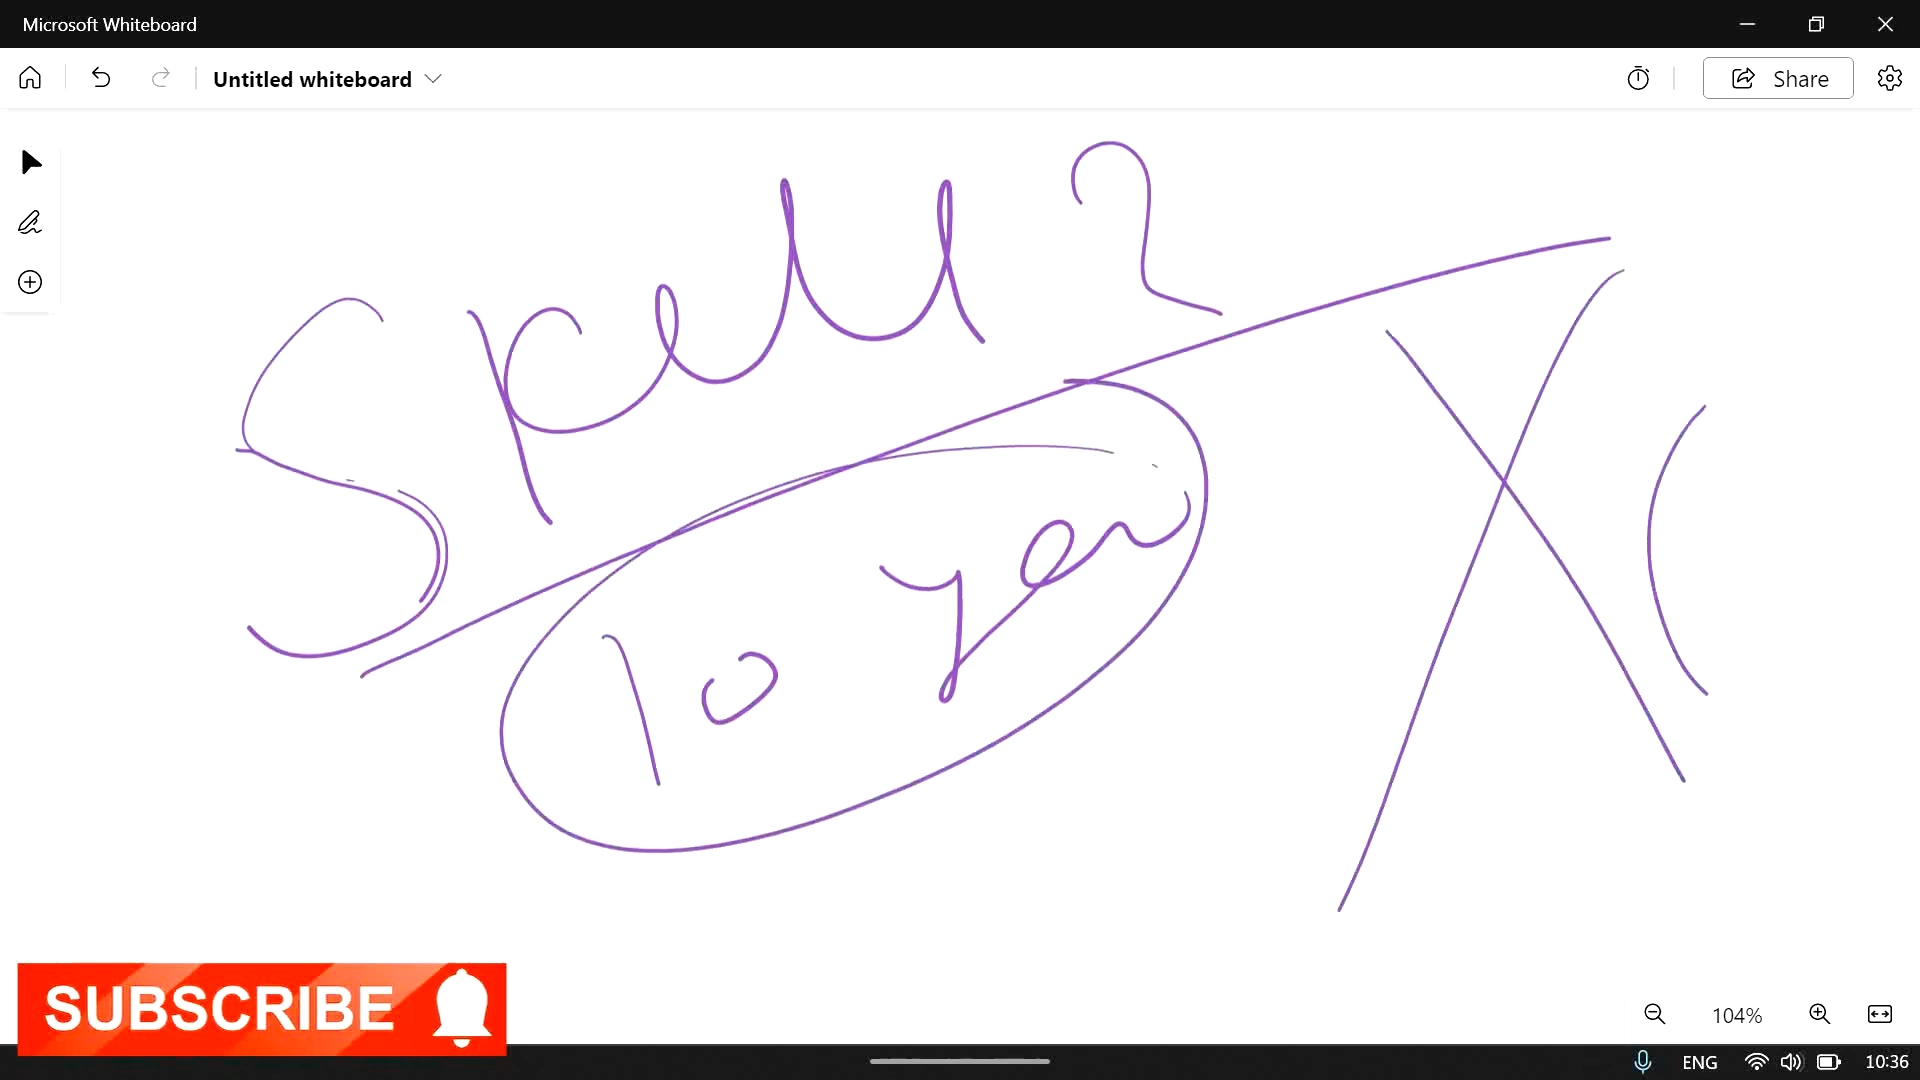 Microsoft Whiteboard
Untitled whiteboard
Share
Spell ?
10 yen
X (
SUBSCRIBE
104%
ENG
10:36